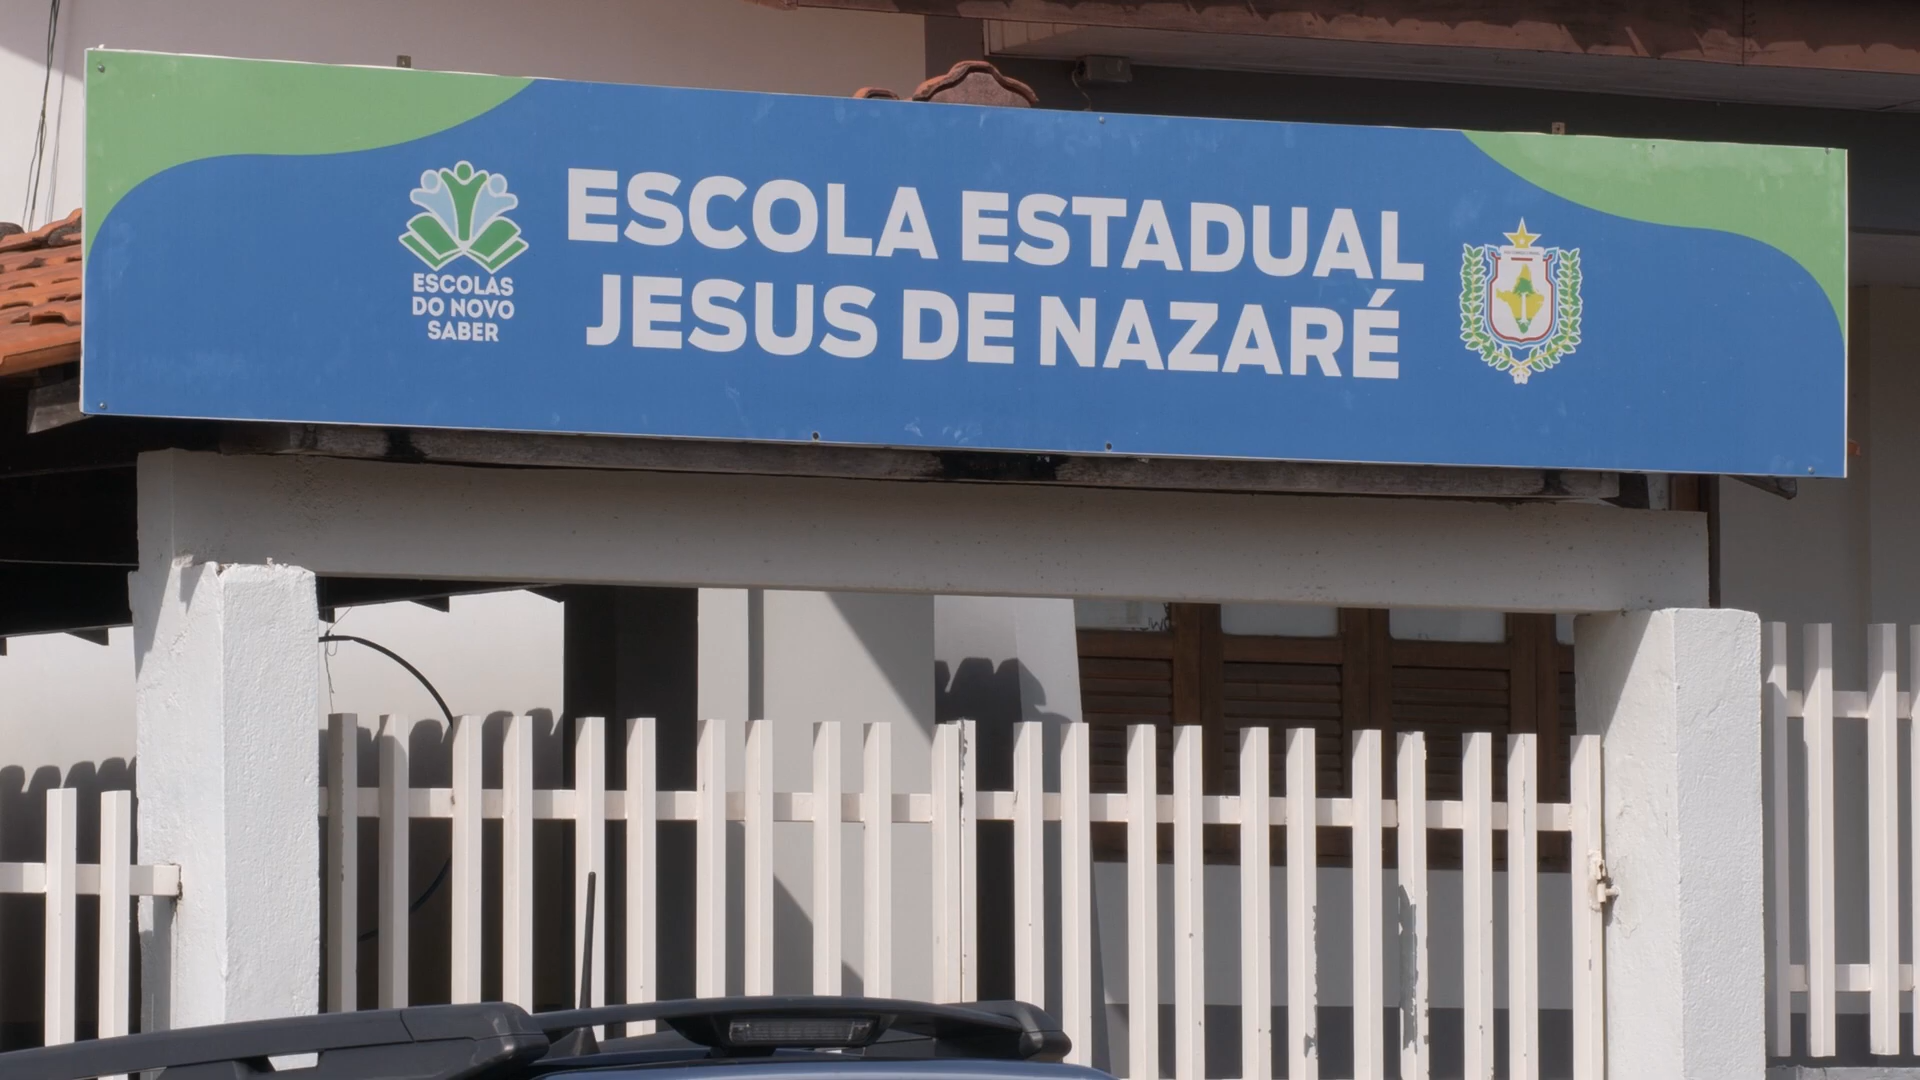 ESCOLA ESTADUAL
JESUS DE NAZARÉ
ESCOLAS
DO NOVO
SABER